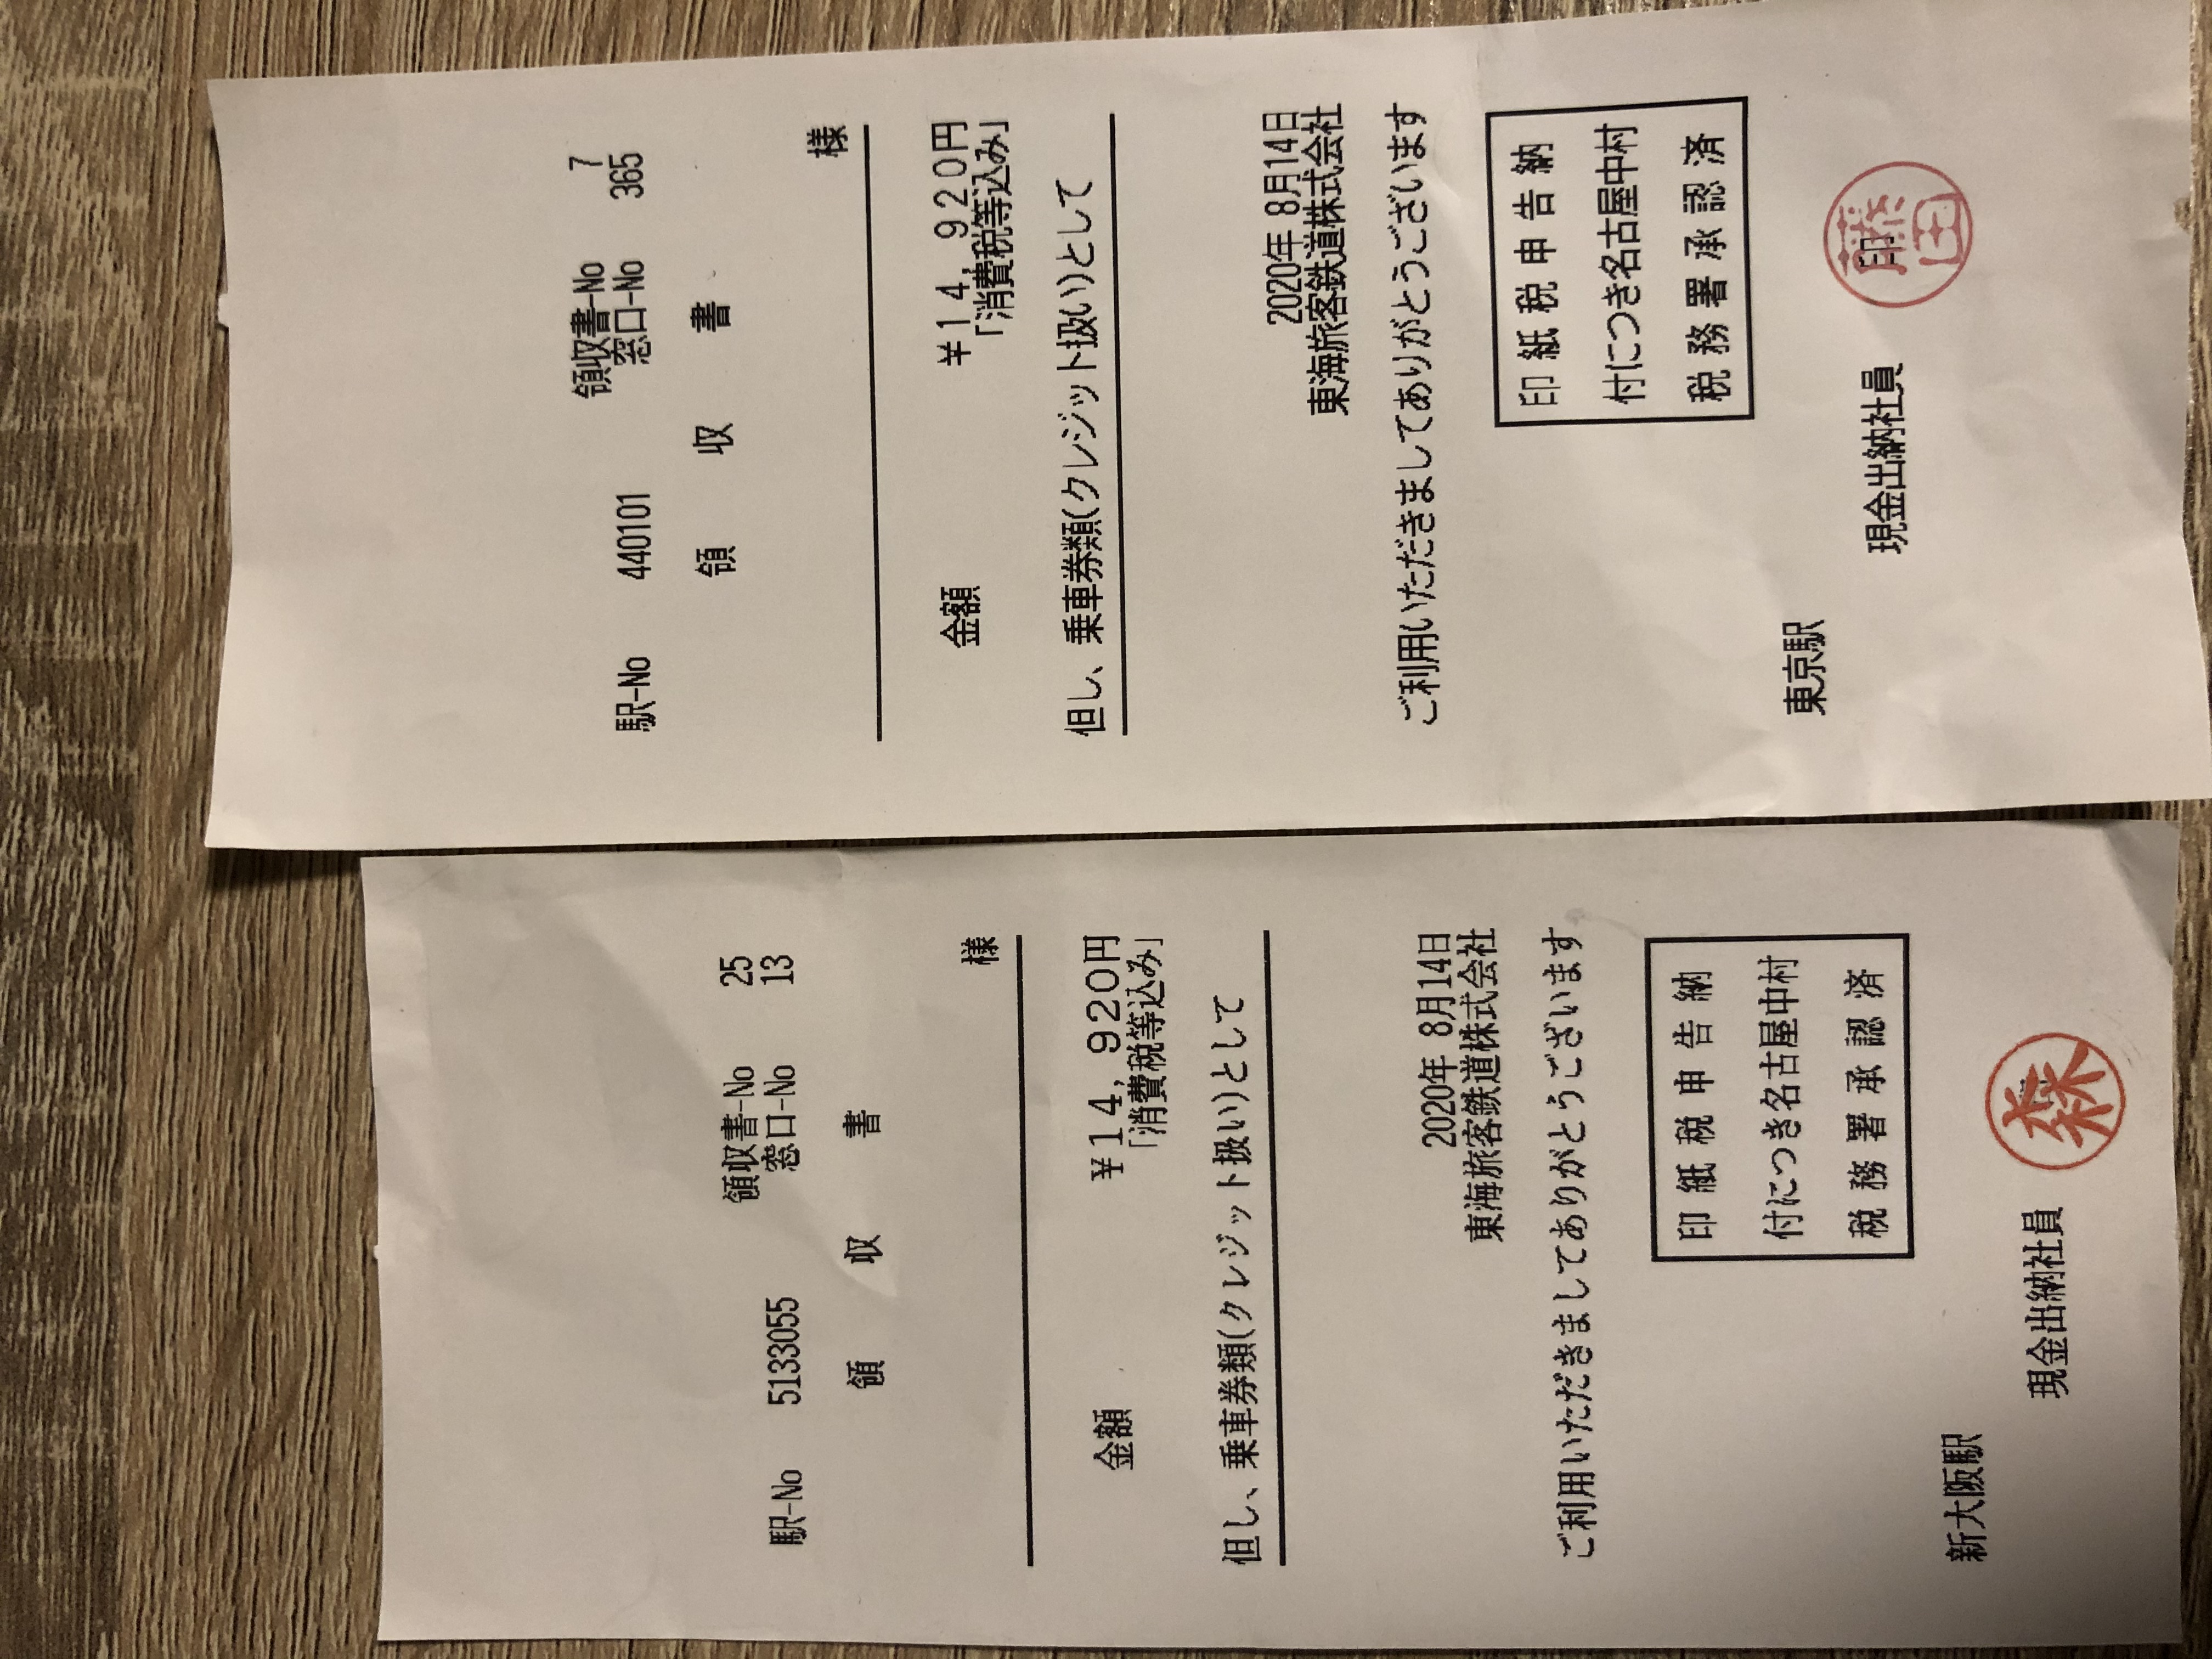 領収書-No 25
駅-No 5133055 窓口-No 13
領 収 書
様
金額 ¥14,920円
「消費税等込み」
但し、乗車券類(クレジット扱い)として
2020年 8月14日
東海旅客鉄道株式会社
ご利用いただきましてありがとうございます
印紙税申告納
付につき名古屋中村
税務署承認済
新大阪駅
現金出納社員
森
領収書-No 7
駅-No 440101 窓口-No 365
領 収 書
様
金額 ¥14,920円
「消費税等込み」
但し、乗車券類(クレジット扱い)として
2020年 8月14日
東海旅客鉄道株式会社
ご利用いただきましてありがとうございます
印紙税申告納
付につき名古屋中村
税務署承認済
東京駅
現金出納社員 印
藤田